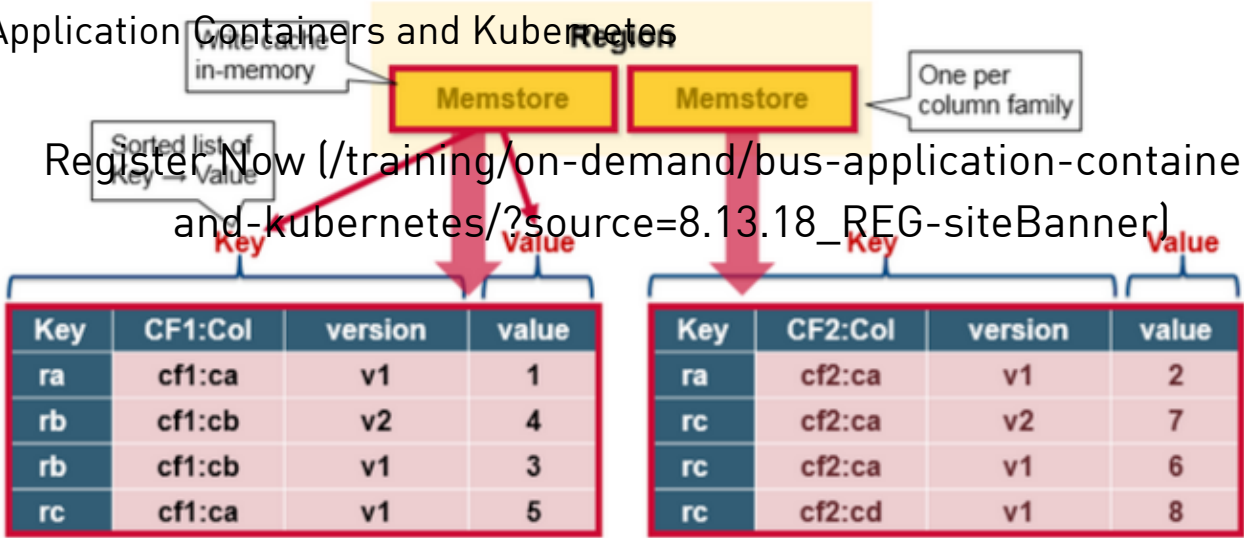 Application Containers and Kubernetes
Region
Write cache
in-memory
Memstore
Memstore
One per
column family
Sorted list of
Key → Value
Register Now (/training/on-demand/bus-application-containe
and-kubernetes/?source=8.13.18_REG-siteBanner)
Key Value Key Value
Key CF1:Col version value
ra cf1:ca v1 1
rb cf1:cb v2 4
rb cf1:cb v1 3
rc cf1:ca v1 5
Key CF2:Col version value
ra cf2:ca v1 2
rc cf2:ca v2 7
rc cf2:ca v1 6
rc cf2:cd v1 8